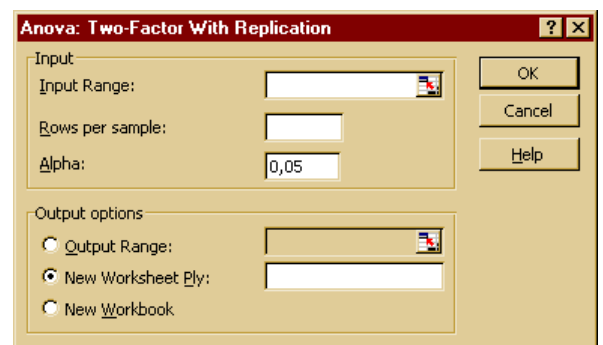 Anova: Two-Factor With Replication
Input
Input Range:
Rows per sample:
Alpha: 0,05
OK
Cancel
Help
Output options
Output Range:
New Worksheet Ply:
New Workbook